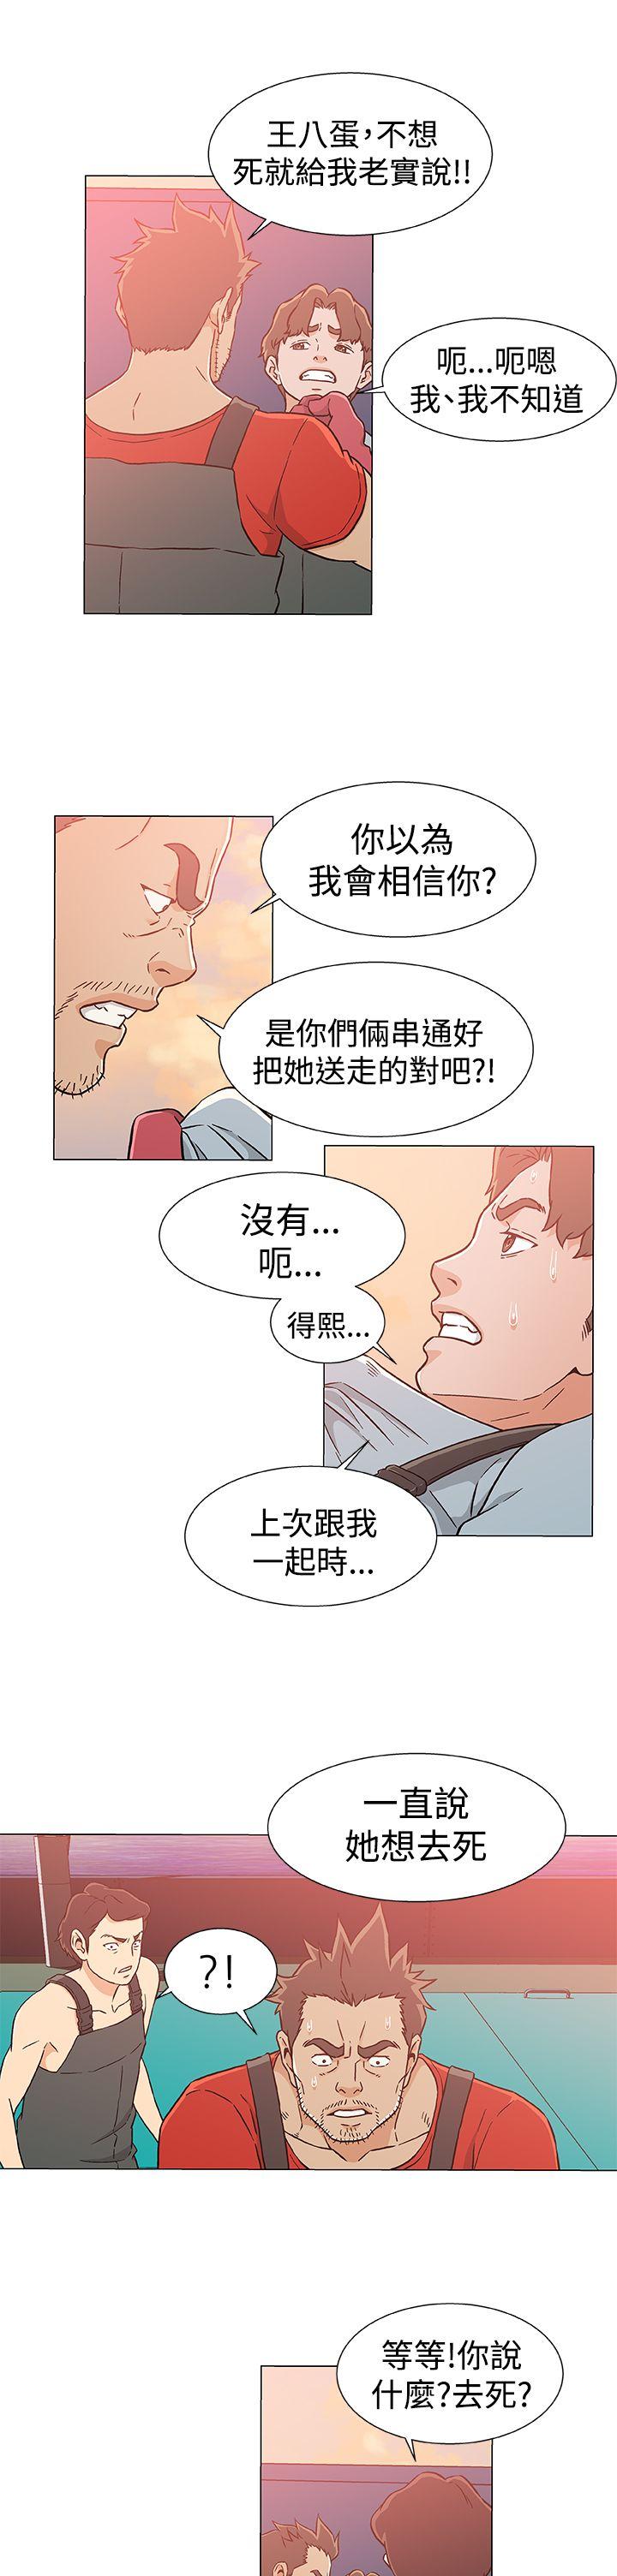 王八蛋，不想
死就給我老實說!!
呃...呃嗯
我、我不知道
你以為
我會相信你?
是你們倆串通好
把她送走的對吧?!
沒有...
呃...
得熙...
上次跟我
一起時...
一直說
她想去死
?!
等等!你說
什麼?去死?